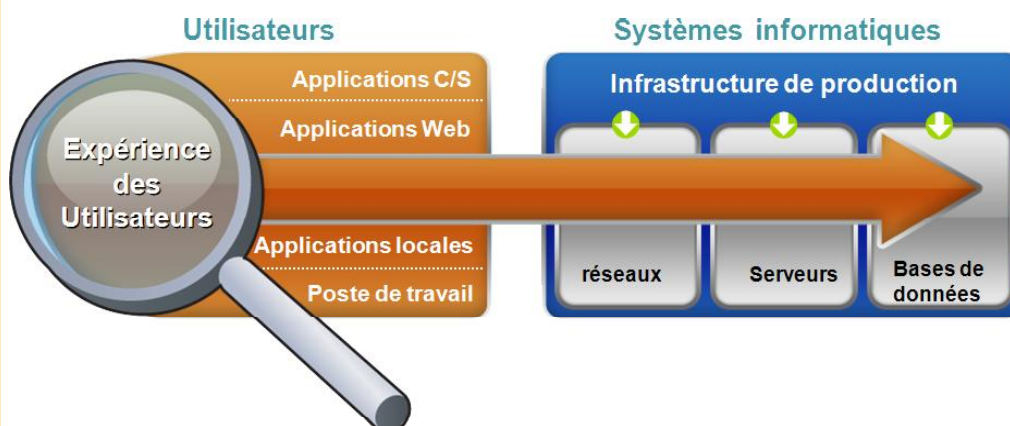 Utilisateurs
Systèmes informatiques
Applications C/S
Applications Web
Expérience
des
Utilisateurs
Applications locales
Poste de travail
Infrastructure de production
réseaux
Serveurs
Bases de
données